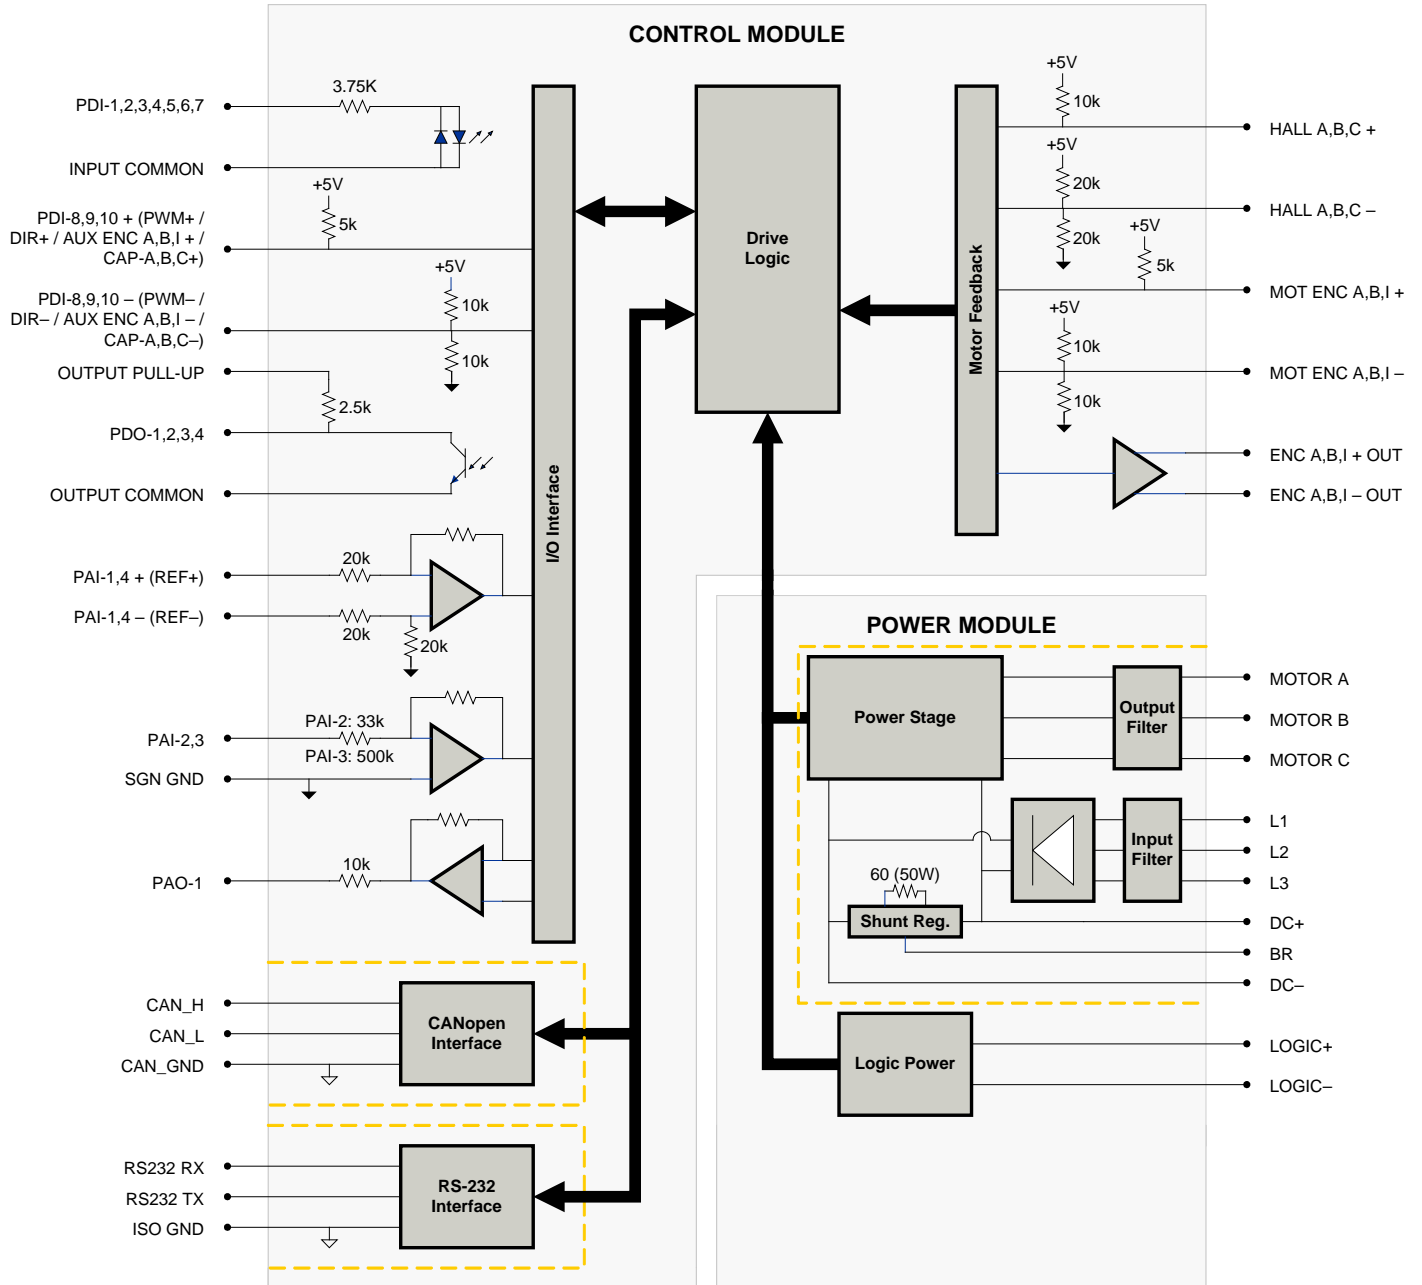 CONTROL MODULE
PDI-1,2,3,4,5,6,7
3.75K
INPUT COMMON
+5V
5k
PDI-8,9,10 + (PWM+ /
DIR+ / AUX ENC A,B,I + /
CAP-A,B,C+)
+5V
10k
10k
PDI-8,9,10 – (PWM– /
DIR– / AUX ENC A,B,I – /
CAP-A,B,C–)
OUTPUT PULL-UP
2.5k
PDO-1,2,3,4
OUTPUT COMMON
PAI-1,4 + (REF+)
20k
PAI-1,4 – (REF–)
20k
20k
PAI-2,3
PAI-2: 33k
PAI-3: 500k
SGN GND
PAO-1
10k
I/O Interface
Drive
Logic
Motor Feedback
+5V
10k
HALL A,B,C +
+5V
20k
20k
HALL A,B,C –
+5V
5k
MOT ENC A,B,I +
+5V
10k
10k
MOT ENC A,B,I –
ENC A,B,I + OUT
ENC A,B,I – OUT
CAN_H
CAN_L
CAN_GND
CANopen
Interface
RS232 RX
RS232 TX
ISO GND
RS-232
Interface
POWER MODULE
Power Stage
Output
Filter
MOTOR A
MOTOR B
MOTOR C
Input
Filter
L1
L2
L3
60 (50W)
Shunt Reg.
DC+
BR
DC–
Logic Power
LOGIC+
LOGIC–